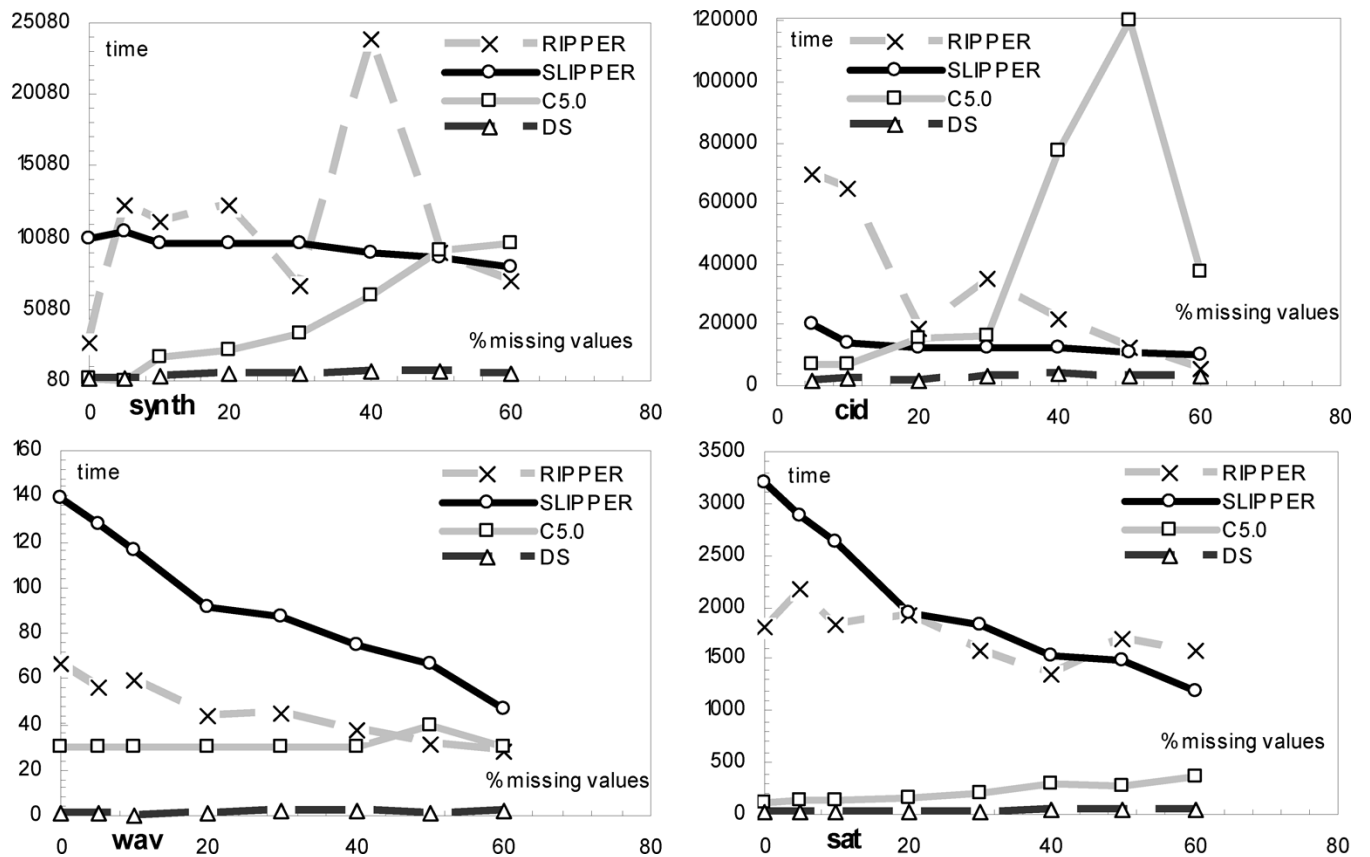 25080
20080
15080
10080
5080
80
time
RIPPER
SLIPPER
C5.0
DS
% missing values
0
20
40
60
80
synth
120000
100000
80000
60000
40000
20000
0
time
RIPPER
SLIPPER
C5.0
DS
% missing values
0
20
40
60
80
cid
160
140
120
100
80
60
40
20
0
time
RIPPER
SLIPPER
C5.0
DS
% missing values
0
20
40
60
80
wav
3500
3000
2500
2000
1500
1000
500
0
time
RIPPER
SLIPPER
C5.0
DS
% missing values
0
20
40
60
80
sat